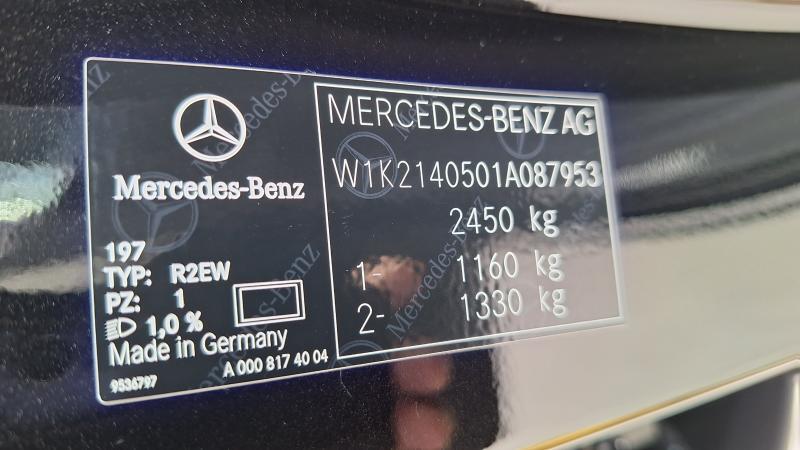 Mercedes-Benz
197
TYP: R2EW
PZ: 1
1,0 %
Made in Germany
A 000 817 40 04
9536797
MERCEDES-BENZ AG
W1K2140501A087953
2450 kg
1- 1160 kg
2- 1330 kg